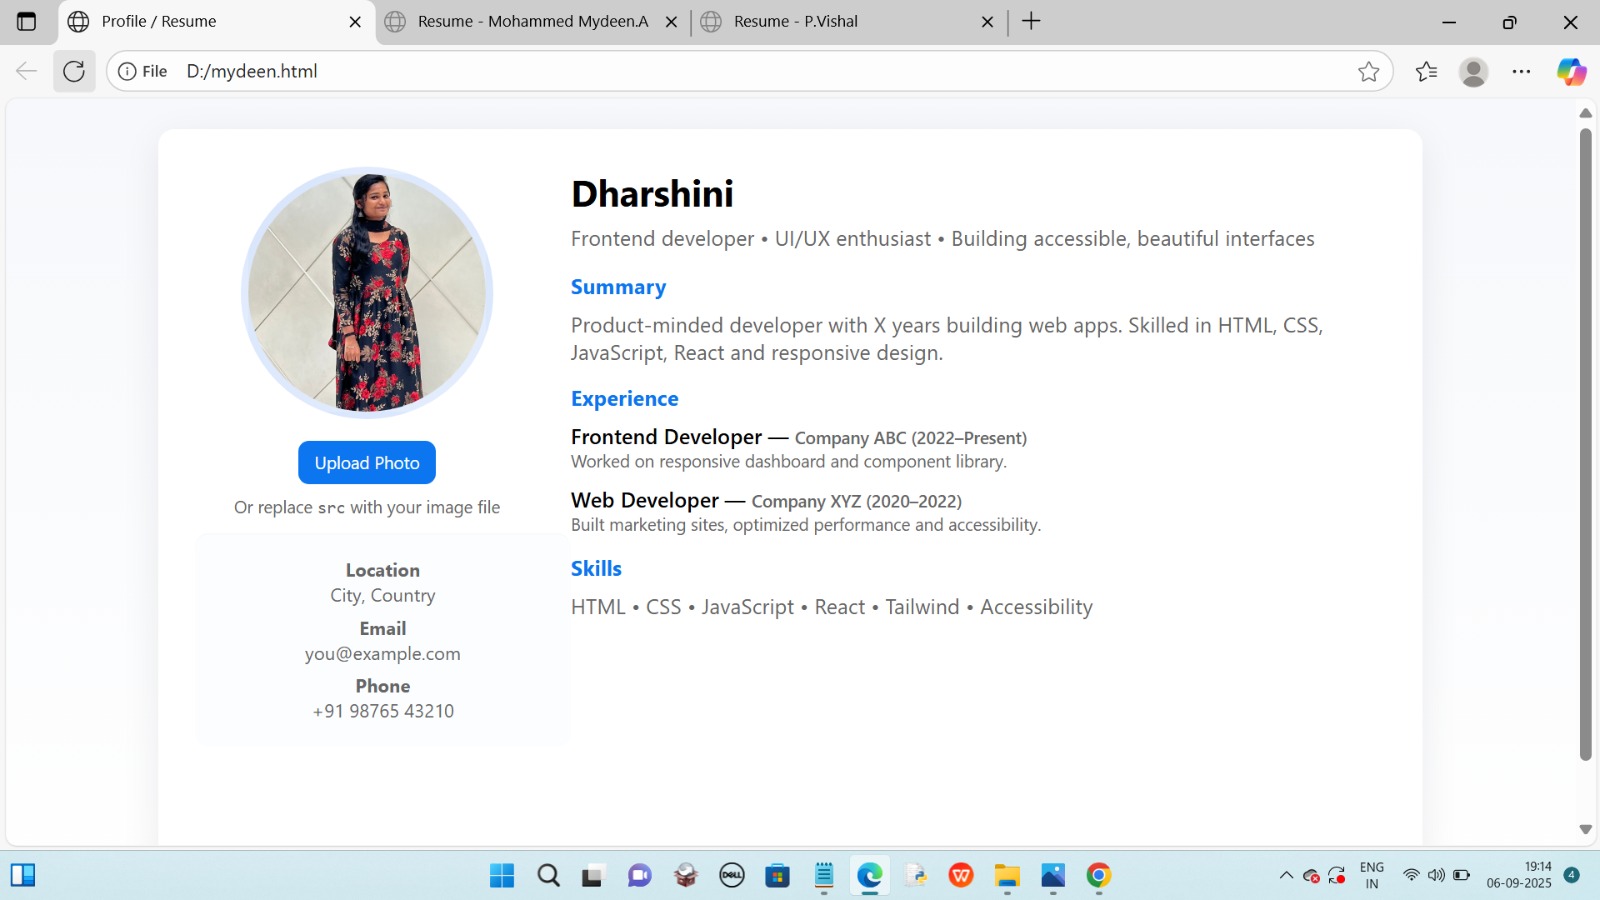 Profile / Resume
Resume - Mohammed Mydeen.A
Resume - P.Vishal
File
D:/mydeen.html
Dharshini
Frontend developer • UI/UX enthusiast • Building accessible, beautiful interfaces
Summary
Product-minded developer with X years building web apps. Skilled in HTML, CSS,
JavaScript, React and responsive design.
Experience
Frontend Developer — Company ABC (2022–Present)
Worked on responsive dashboard and component library.
Web Developer — Company XYZ (2020–2022)
Built marketing sites, optimized performance and accessibility.
Skills
HTML • CSS • JavaScript • React • Tailwind • Accessibility
Upload Photo
Or replace src with your image file
Location
City, Country
Email
you@example.com
Phone
+91 98765 43210
DELL
W
ENG
IN
19:14
06-09-2025
4